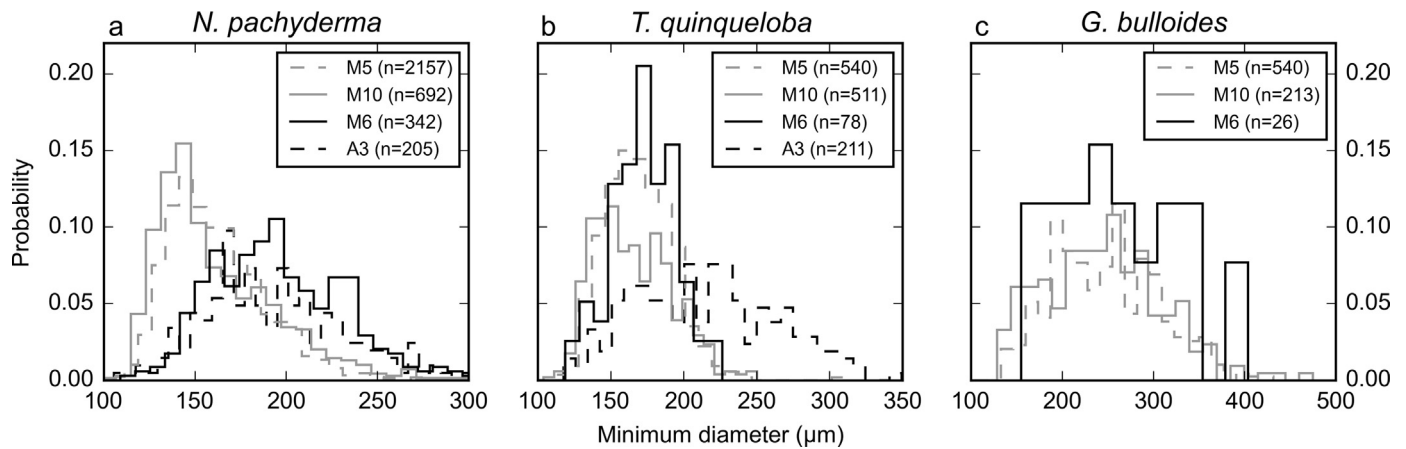 a N. pachyderma
b T. quinqueloba
c G. bulloides
M5 (n=2157)
M10 (n=692)
M6 (n=342)
A3 (n=205)
M5 (n=540)
M10 (n=511)
M6 (n=78)
A3 (n=211)
M5 (n=540)
M10 (n=213)
M6 (n=26)
Probability
0.20
0.15
0.10
0.05
0.00
0.20
0.15
0.10
0.05
0.00
100 150 200 250 300
100 150 200 250 300 350
100 200 300 400 500
Minimum diameter (µm)